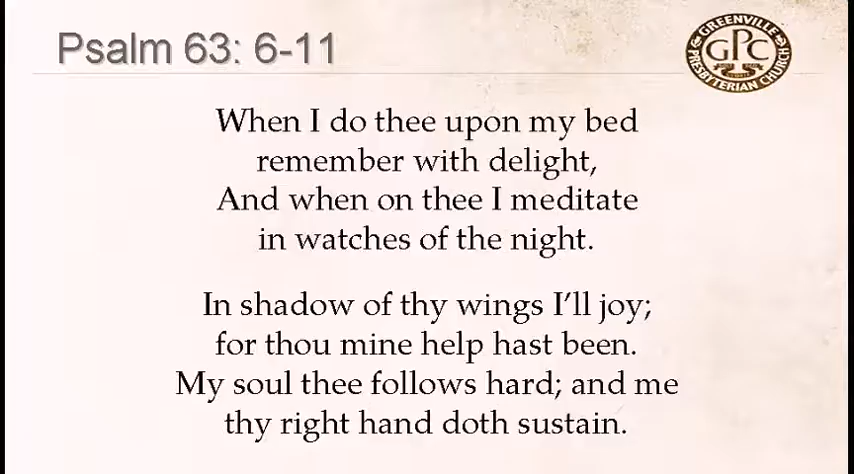 Psalm 63: 6-11
GREENVILLE
GPC
PRESBYTERIAN CHURCH
When I do thee upon my bed
remember with delight,
And when on thee I meditate
in watches of the night.
In shadow of thy wings I'll joy;
for thou mine help hast been.
My soul thee follows hard; and me
thy right hand doth sustain.